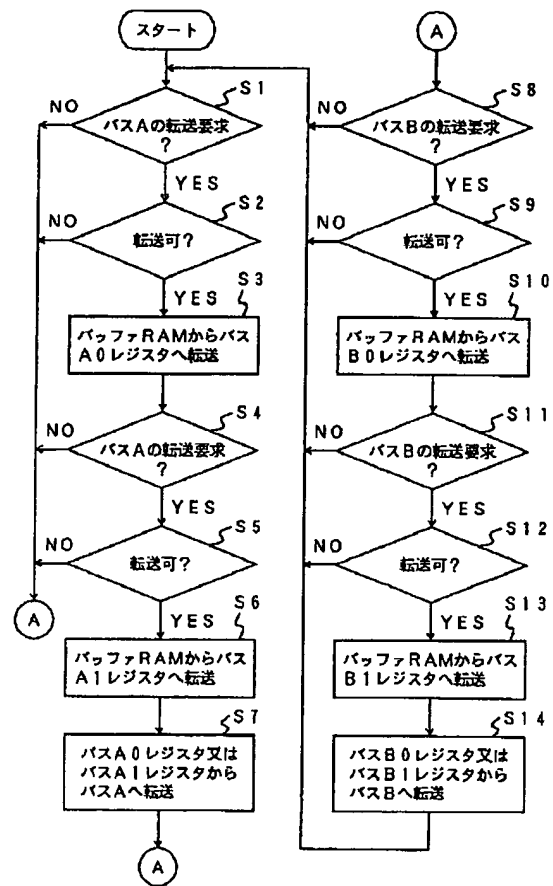 スタート
S1
NO
バスAの転送要求
?
YES
S2
NO
転送可?
YES
S3
バッファRAMからバス
A0レジスタへ転送
S4
NO
バスAの転送要求
?
YES
S5
NO
転送可?
A
YES
S6
バッファRAMからバス
A1レジスタへ転送
S7
バスA0レジスタ又は
バスA1レジスタから
バスAへ転送
A
A
S8
NO
バスBの転送要求
?
YES
S9
NO
転送可?
YES
S10
バッファRAMからバス
B0レジスタへ転送
S11
NO
バスBの転送要求
?
YES
S12
NO
転送可?
YES
S13
バッファRAMからバス
B1レジスタへ転送
S14
バスB0レジスタ又は
バスB1レジスタから
バスBへ転送